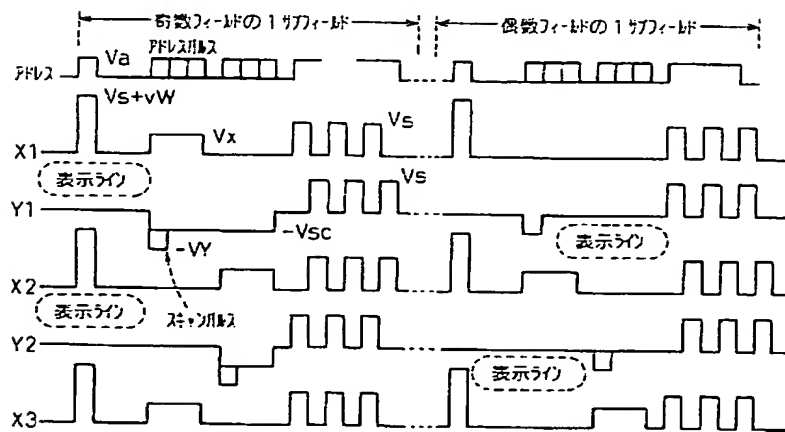 奇数フィールドの1サブフィールド
偶数フィールドの1サブフィールド
アドレスパルス
アドレス
Va
Vs+vW
Vx
Vs
X1
表示ライン
Vs
Y1
-VY
-Vsc
表示ライン
X2
表示ライン
スキャンパルス
Y2
表示ライン
X3